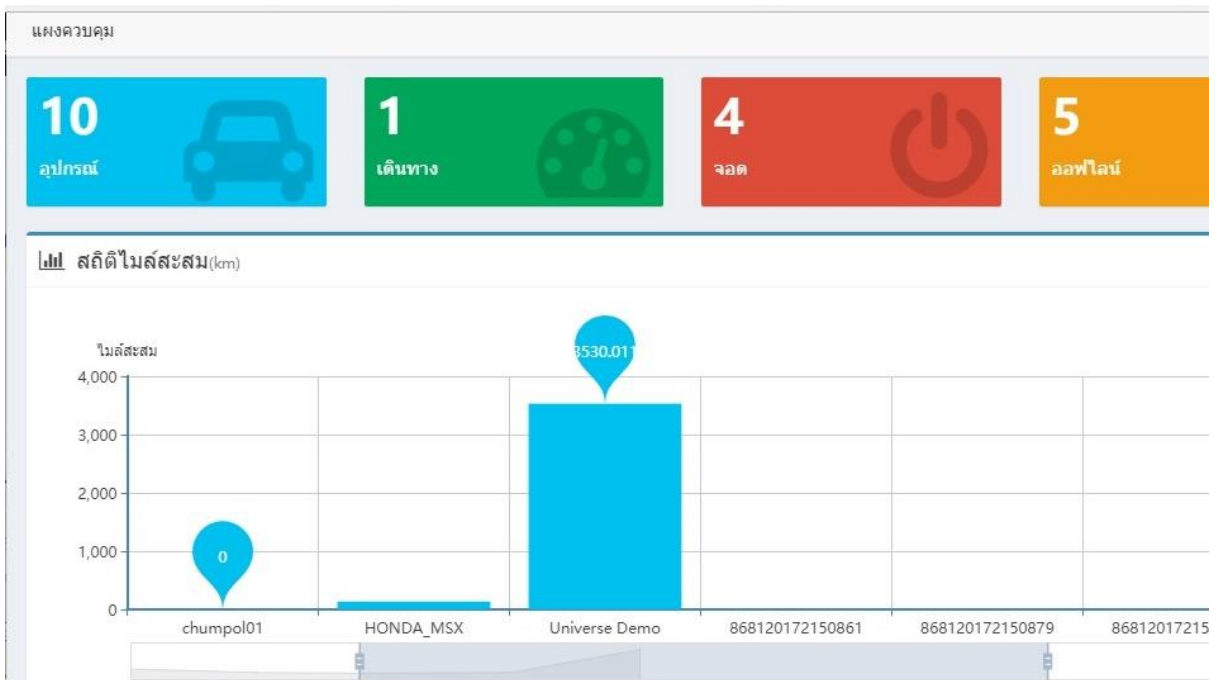 แผงควบคุม
10
อุปกรณ์
1
เดินทาง
4
จอด
5
ออฟไลน์
สถิติไมล์สะสม(km)
ไมล์สะสม
3530.011
4,000
3,000
2,000
1,000
0
0
chumpol01
HONDA_MSX
Universe Demo
868120172150861
868120172150879
86812017215